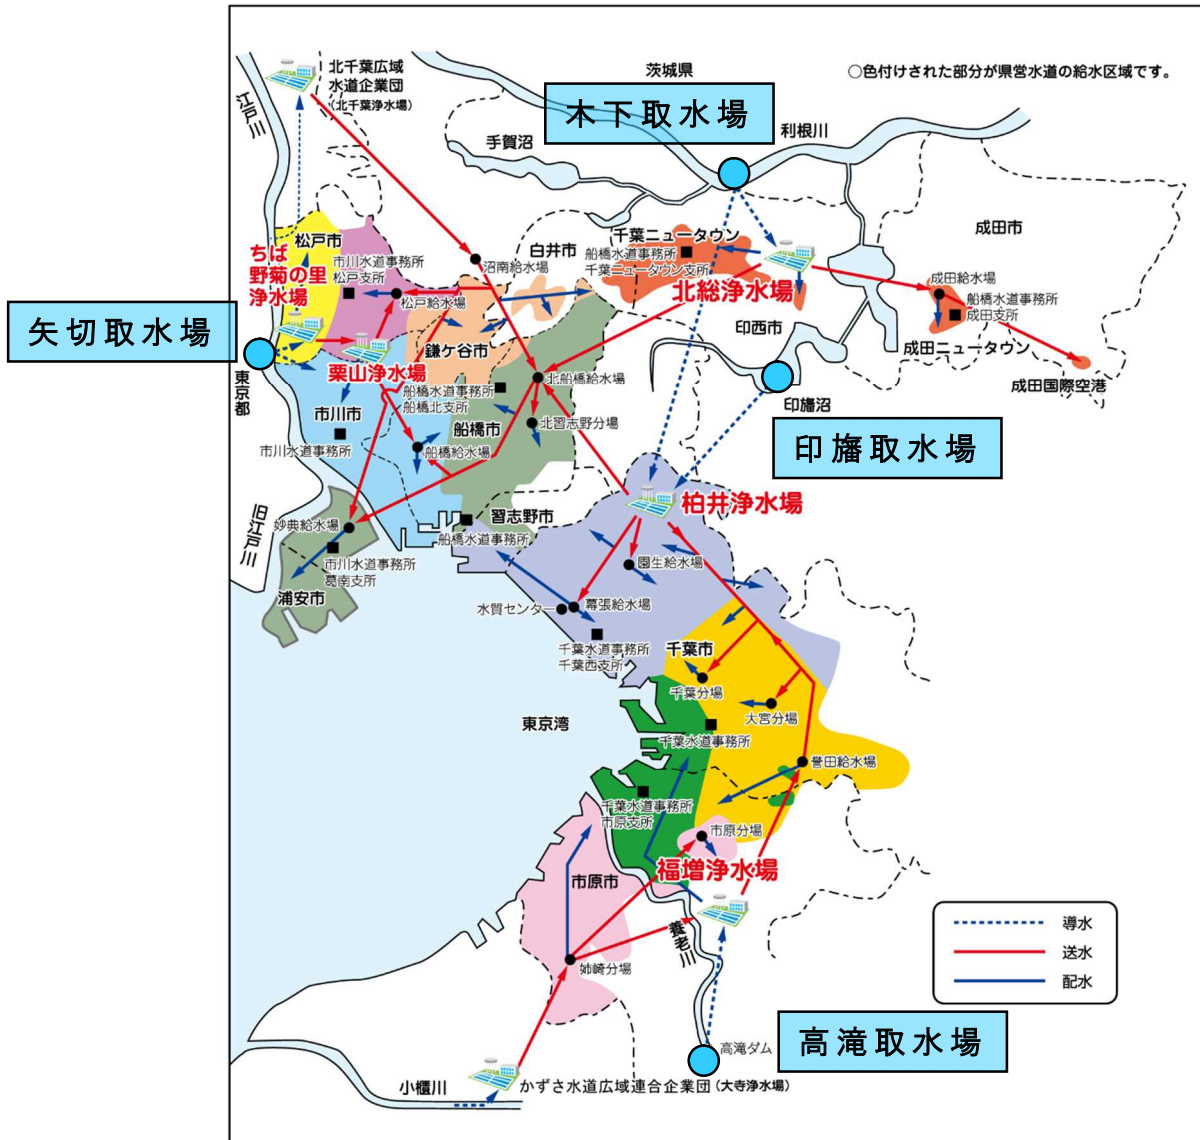 ○色付けされた部分が県営水道の給水区域です。
北千葉広域
水道企業団
(北千葉浄水場)
江戸川
茨城県
木下取水場
利根川
手賀沼
成田市
松戸市
ちば
野菊の里
浄水場
市川水道事務所
松戸支所
松戸給水場
沼南給水場
白井市
千葉ニュータウン
船橋水道事務所
千葉ニュータウン支所
北総浄水場
印西市
成田給水場
船橋水道事務所
成田支所
成田ニュータウン
成田国際空港
矢切取水場
東京都
栗山浄水場
鎌ケ谷市
北船橋給水場
船橋水道事務所
船橋北支所
北習志野分場
船橋市
船橋給水場
市川市
市川水道事務所
印旛沼
印旛取水場
柏井浄水場
旧江戸川
妙典給水場
市川水道事務所
葛南支所
浦安市
習志野市
船橋水道事務所
園生給水場
幕張給水場
水質センター
千葉水道事務所
千葉西支所
千葉市
千葉分場
大宮分場
千葉水道事務所
東京湾
誉田給水場
千葉水道事務所
市原支所
市原分場
福増浄水場
市原市
養老川
姉崎分場
導水
送水
配水
高滝ダム
高滝取水場
小櫃川
かずさ水道広域連合企業団(大寺浄水場)